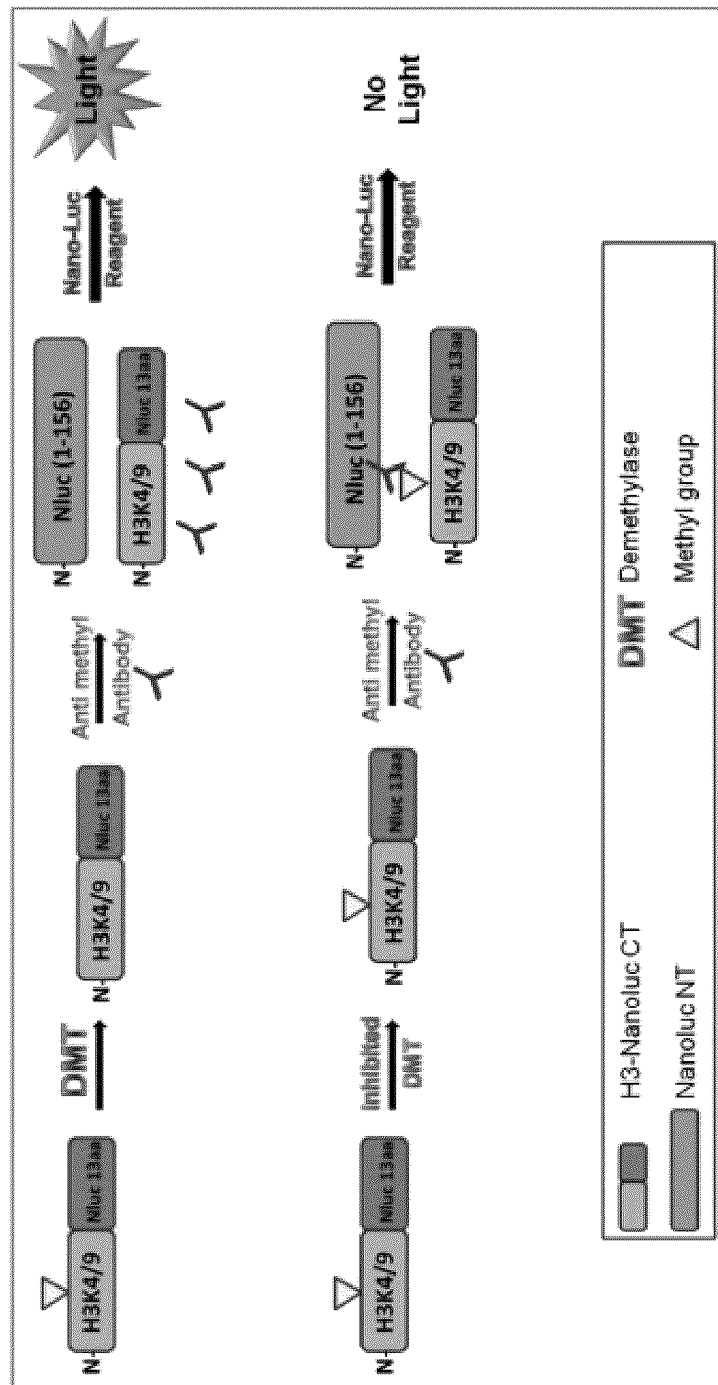 N-
H3K4/9
Nluc 13aa
DMT
N-
H3K4/9
Nluc 13aa
Anti methyl
Antibody
N-
Nluc (1-156)
N-
H3K4/9
Nluc 13aa
Nano-Luc
Reagent
Light
N-
H3K4/9
Nluc 13aa
Inhibited
DMT
N-
H3K4/9
Nluc 13aa
Anti methyl
Antibody
N-
Nluc (1-156)
N-
H3K4/9
Nluc 13aa
Nano-Luc
Reagent
No
Light
H3-Nanoluc CT
DMT Demethylase
Nanoluc NT
Methyl group